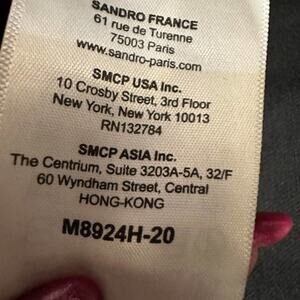 SANDRO FRANCE
61 rue de Turenne
75003 Paris
www.sandro-paris.com
SMCP USA Inc.
10 Crosby Street, 3rd Floor
New York, New York 10013
RN132784
SMCP ASIA Inc.
The Centrium, Suite 3203A-5A, 32/F
60 Wyndham Street, Central
HONG-KONG
M8924H-20